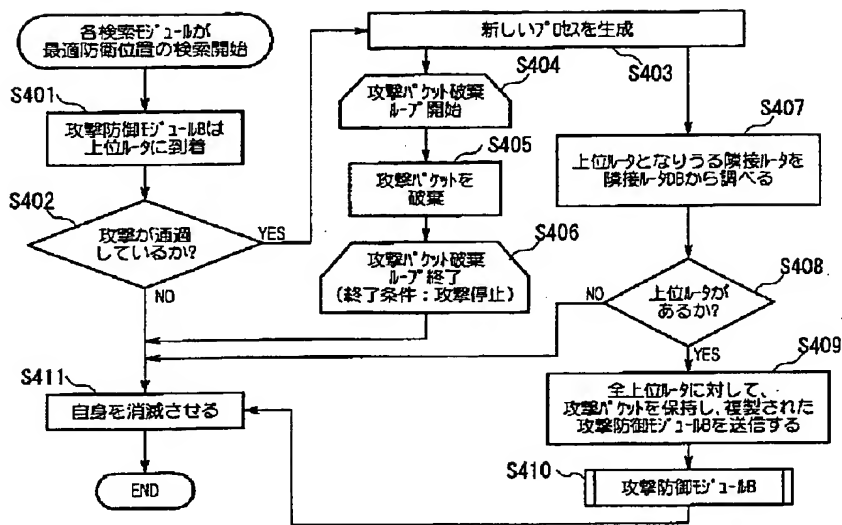 各検索ﾓｼﾞｭｰﾙが
最適防衛位置の検索開始
S401
攻撃防御ﾓｼﾞｭｰﾙBは
上位ﾙｰﾀに到着
S402
攻撃が通過
しているか?
YES
NO
新しいﾌﾟﾛｾｽを生成
S403
S404
攻撃ﾊﾟｹｯﾄ破棄
ﾙｰﾌﾟ開始
S405
攻撃ﾊﾟｹｯﾄを
破棄
S406
攻撃ﾊﾟｹｯﾄ破棄
ﾙｰﾌﾟ終了
(終了条件：攻撃停止)
S407
上位ﾙｰﾀとなりうる隣接ﾙｰﾀを
隣接ﾙｰﾀDBから調べる
S408
上位ﾙｰﾀが
あるか?
NO
YES
S409
全上位ﾙｰﾀに対して、
攻撃ﾊﾟｹｯﾄを保持し、複製された
攻撃防御ﾓｼﾞｭｰﾙBを送信する
S410
攻撃防御ﾓｼﾞｭｰﾙB
S411
自身を消滅させる
END